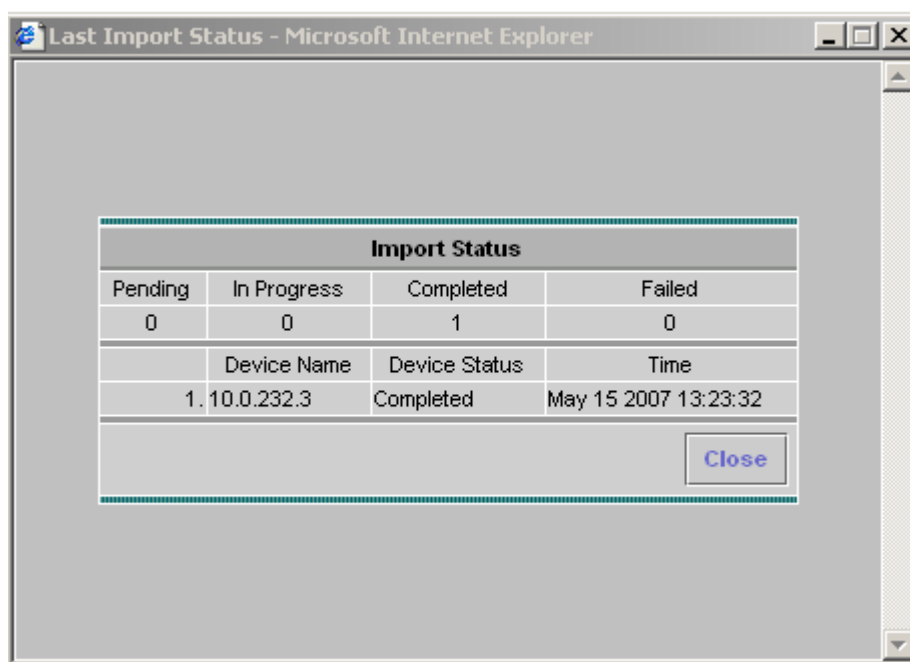 Last Import Status - Microsoft Internet Explorer
Import Status
Pending In Progress Completed Failed
0 0 1 0
Device Name Device Status Time
1. 10.0.232.3 Completed May 15 2007 13:23:32
Close